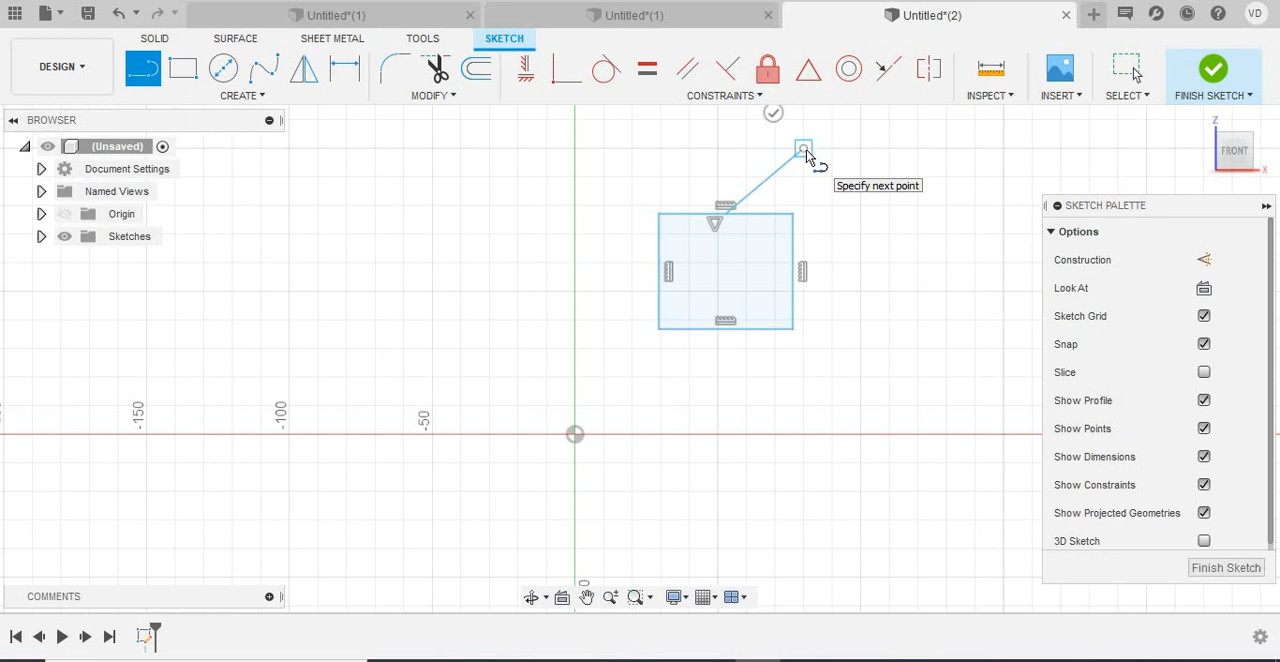 Untitled*(1)
Untitled*(1)
Untitled*(2)
VD
DESIGN
SOLID
SURFACE
SHEET METAL
TOOLS
SKETCH
CREATE
MODIFY
CONSTRAINTS
INSPECT
INSERT
SELECT
FINISH SKETCH
BROWSER
(Unsaved)
Document Settings
Named Views
Origin
Sketches
Specify next point
Z
FRONT
X
SKETCH PALETTE
Options
Construction
Look At
Sketch Grid
Snap
Slice
Show Profile
Show Points
Show Dimensions
Show Constraints
Show Projected Geometries
3D Sketch
Finish Sketch
-150
-100
-50
COMMENTS